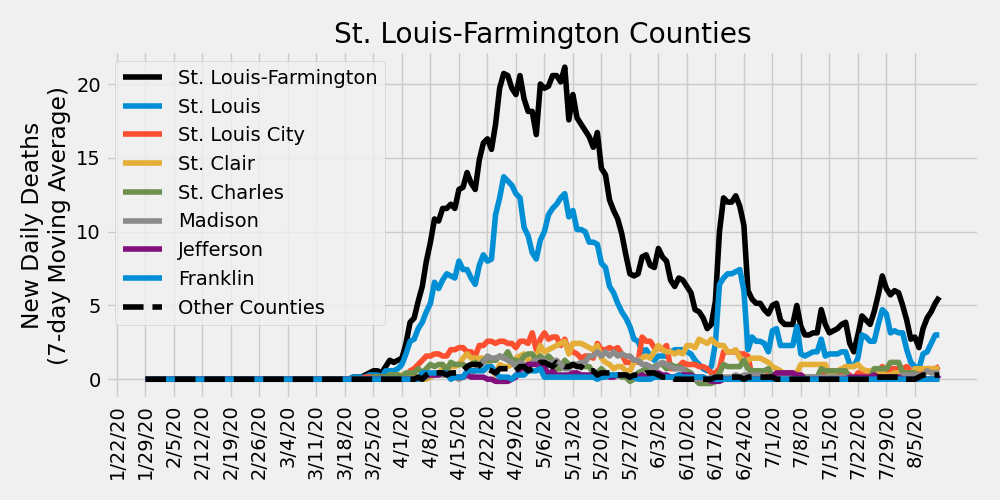 St. Louis-Farmington Counties
New Daily Deaths
(7-day Moving Average)
20
15
10
5
0
St. Louis-Farmington
St. Louis
St. Louis City
St. Clair
St. Charles
Madison
Jefferson
Franklin
Other Counties
1/22/20
1/29/20
2/5/20
2/12/20
2/19/20
2/26/20
3/4/20
3/11/20
3/18/20
3/25/20
4/1/20
4/8/20
4/15/20
4/22/20
4/29/20
5/6/20
5/13/20
5/20/20
5/27/20
6/3/20
6/10/20
6/17/20
6/24/20
7/1/20
7/8/20
7/15/20
7/22/20
7/29/20
8/5/20